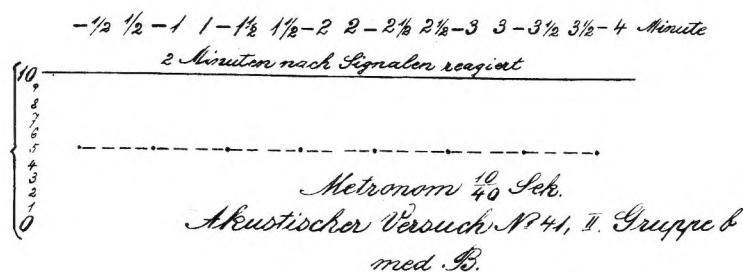 -½ ½-1 1-1½ 1½-2 2-2½ 2½-3 3-3½ 3½-4 Minute
2 Minuten nach Signalen reagiert
10
9
8
7
6
5
4
3
2
1
0
Metronom 10/40 Sek.
Akustischer Versuch № 41, II. Gruppe b
med. B.